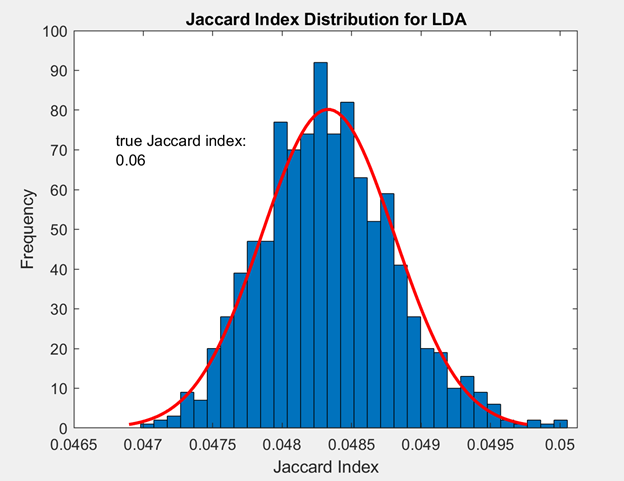 Jaccard Index Distribution for LDA
100
90
80
70
60
50
40
30
20
10
0
Frequency
true Jaccard index:
0.06
0.0465 0.047 0.0475 0.048 0.0485 0.049 0.0495 0.05
Jaccard Index